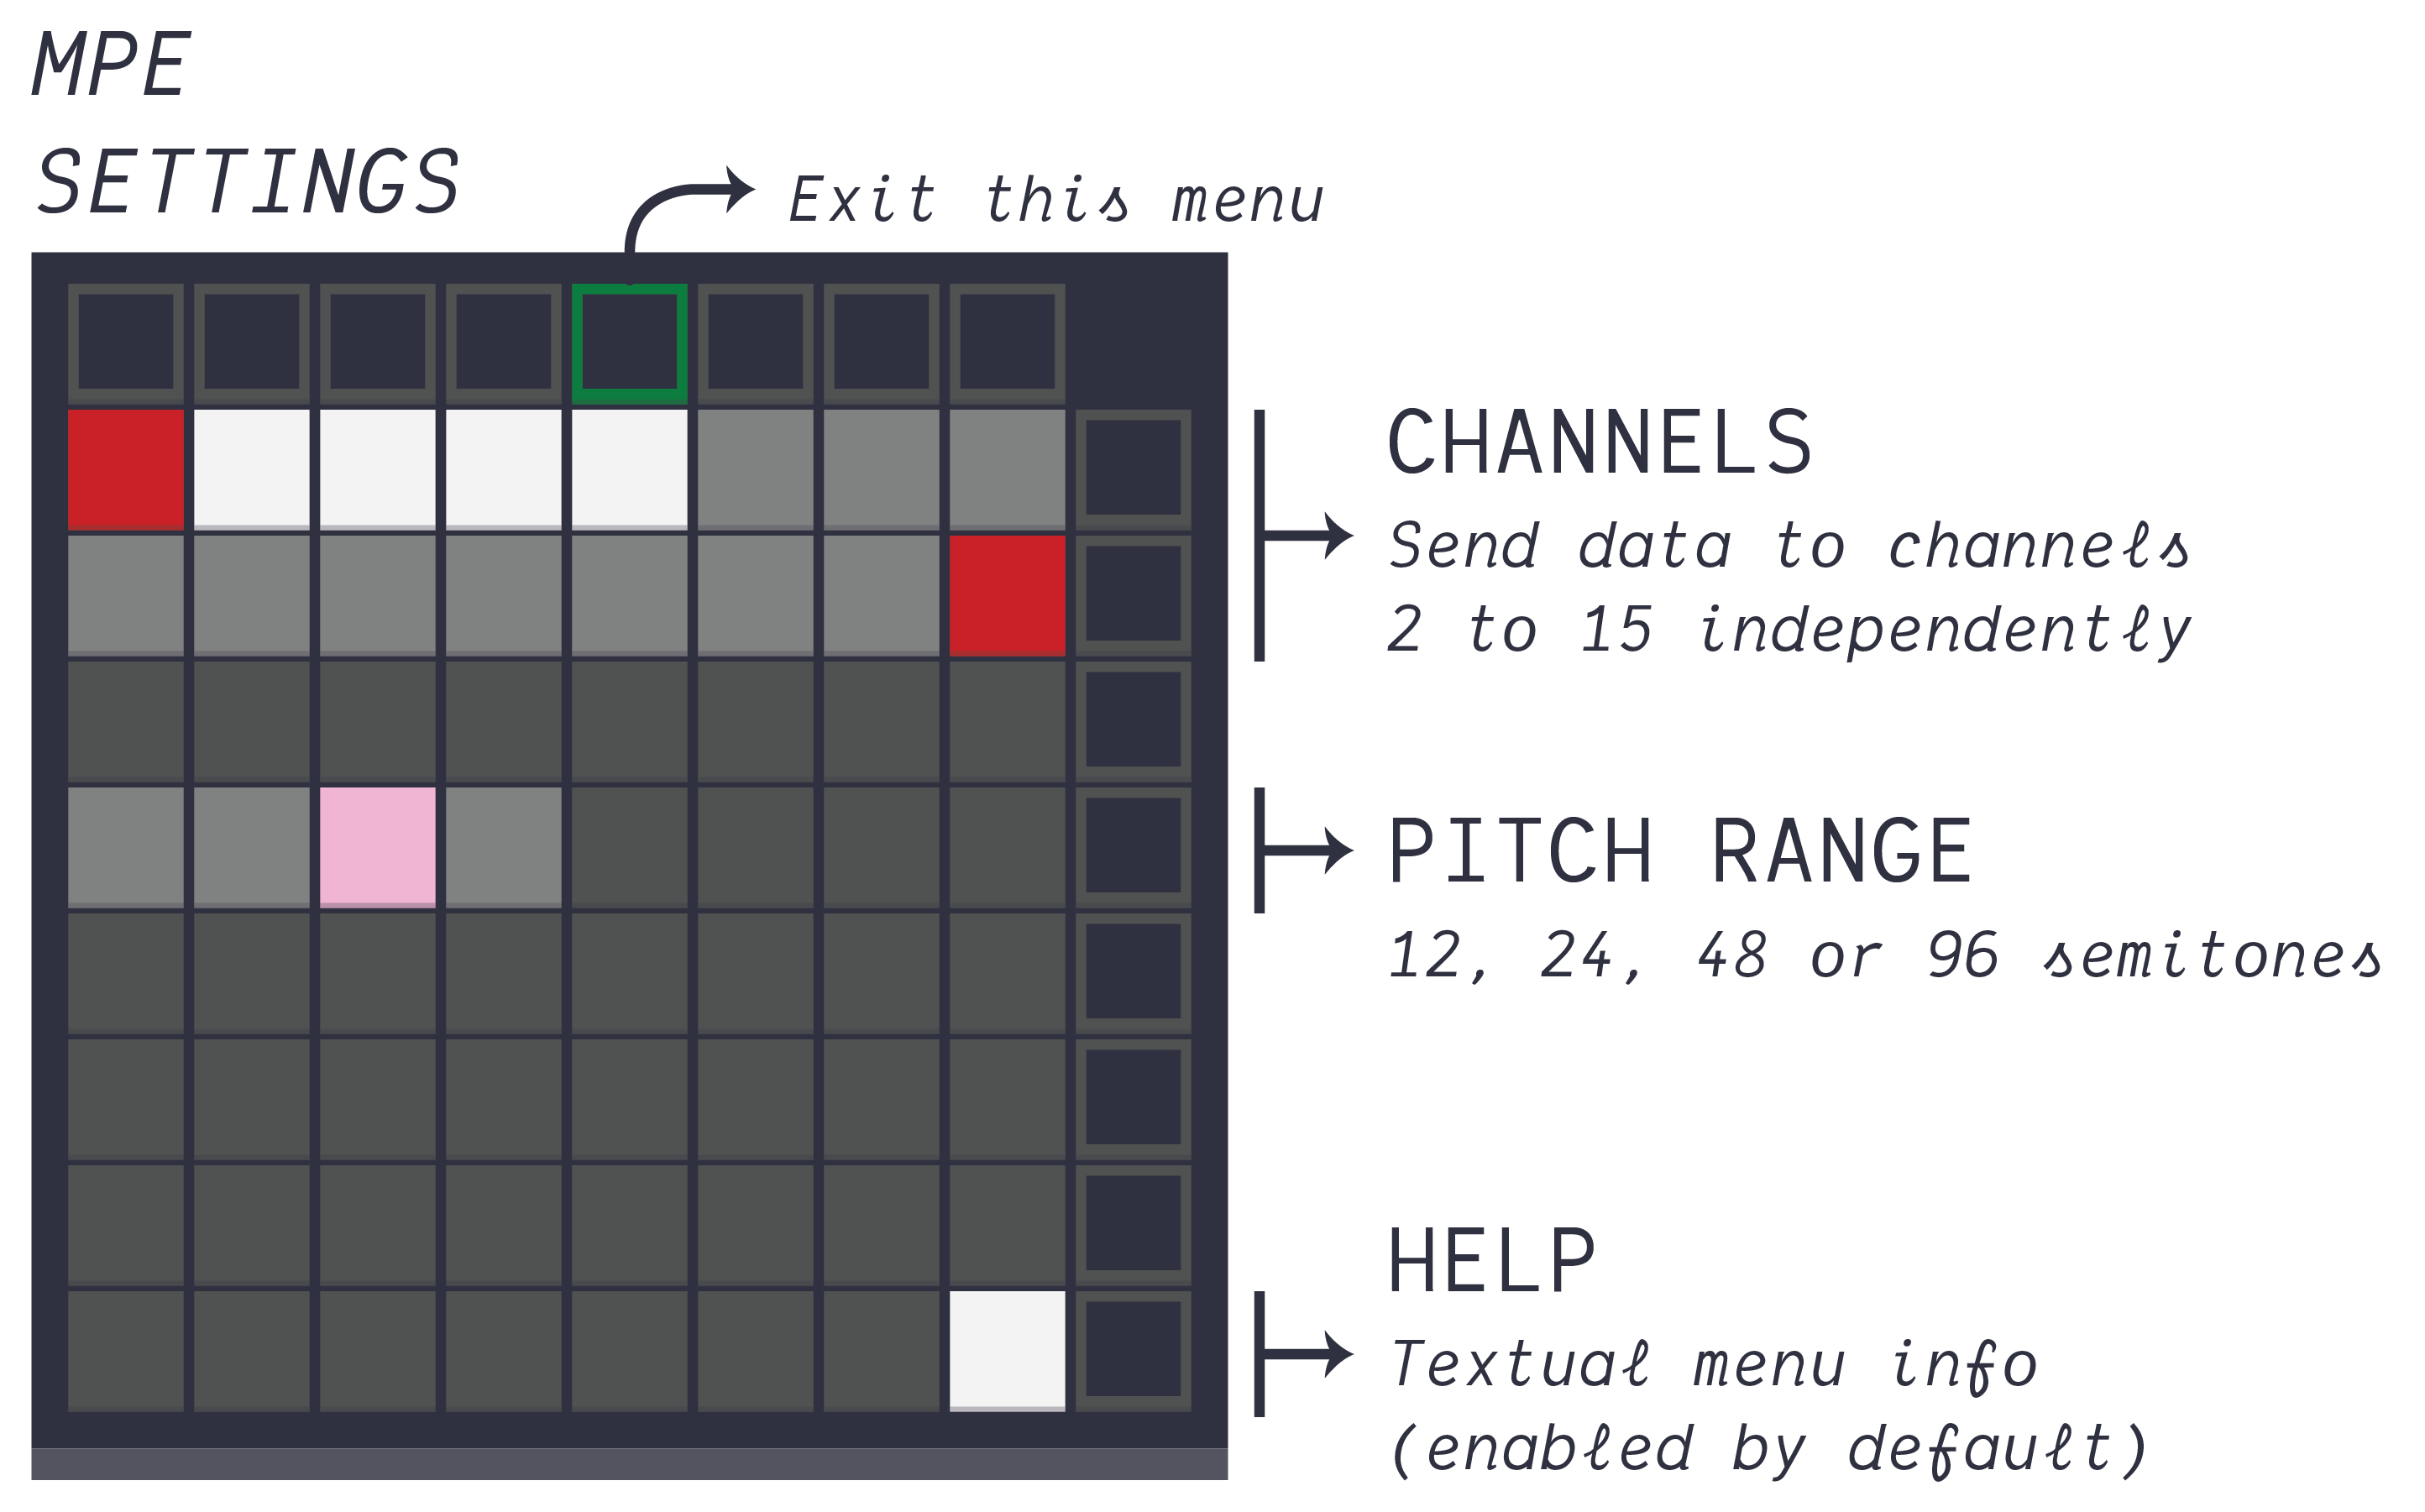 MPE
SETTINGS
Exit this menu
CHANNELS
Send data to channels
2 to 15 independently
PITCH RANGE
12, 24, 48 or 96 semitones
HELP
Textual menu info
(enabled by default)